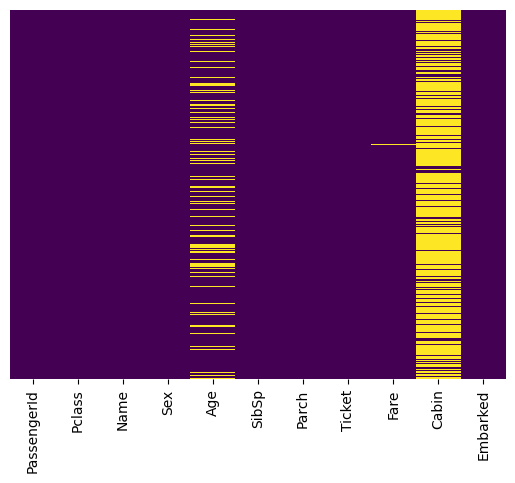 PassengerId
Pclass
Name
Sex
Age
SibSp
Parch
Ticket
Fare
Cabin
Embarked